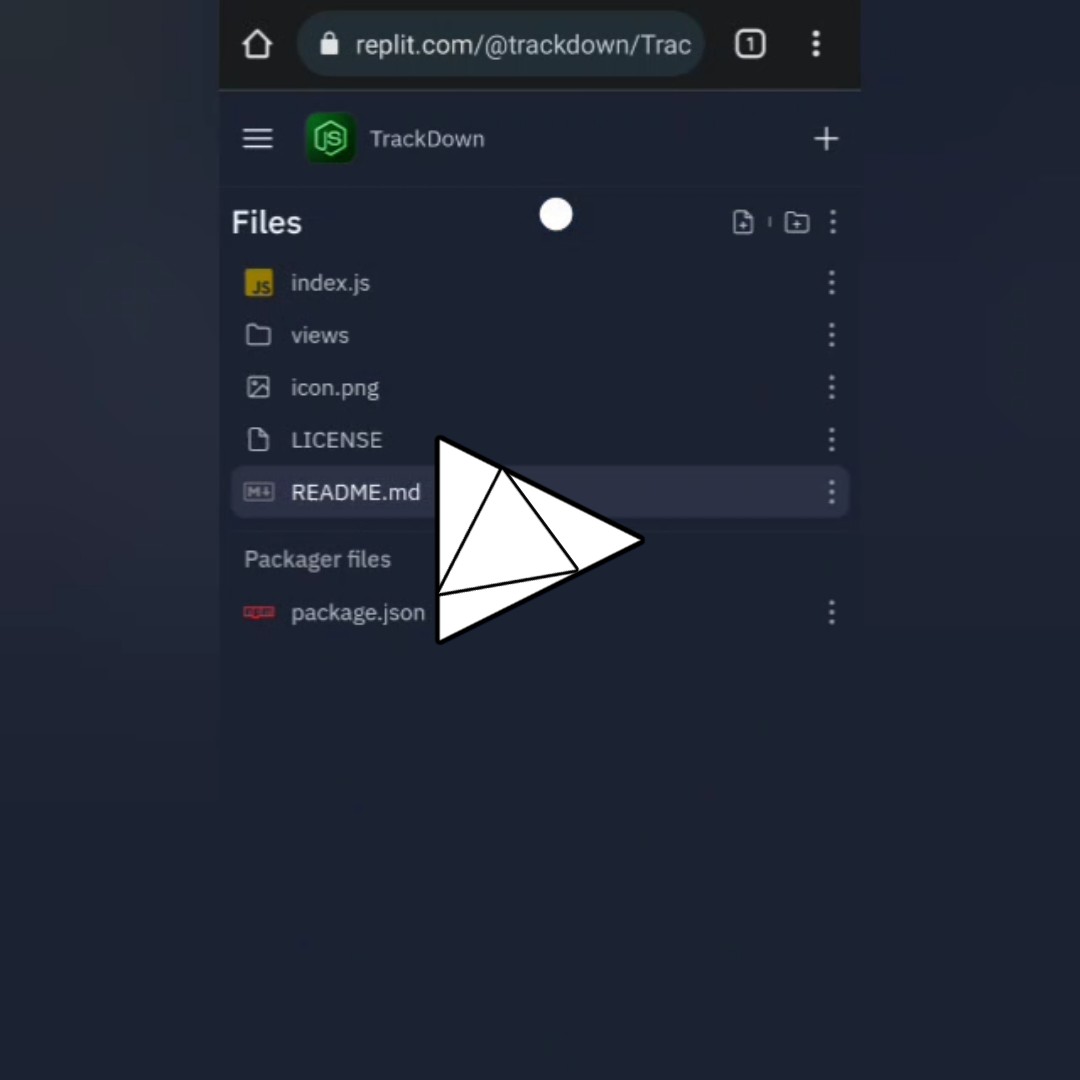 replit.com/@trackdown/Trac
1
JS
TrackDown
Files
JS index.js
views
icon.png
LICENSE
M↓ README.md
Packager files
npm package.json